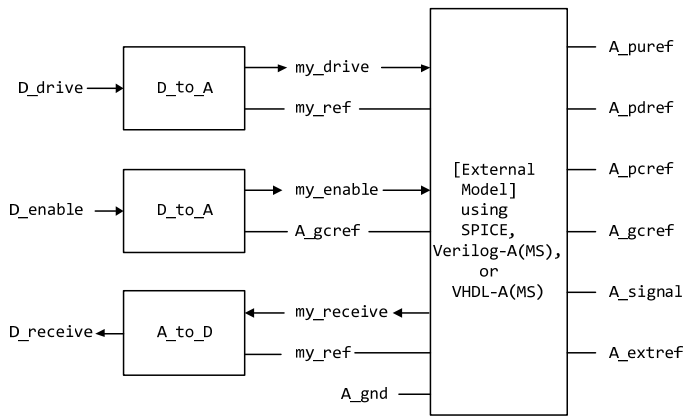 D_drive
D_to_A
my_drive
my_ref
D_enable
D_to_A
my_enable
A_gcref
D_receive
A_to_D
my_receive
my_ref
A_gnd
[External
Model]
using
SPICE,
Verilog-A(MS),
or
VHDL-A(MS)
A_puref
A_pdref
A_pcref
A_gcref
A_signal
A_extref